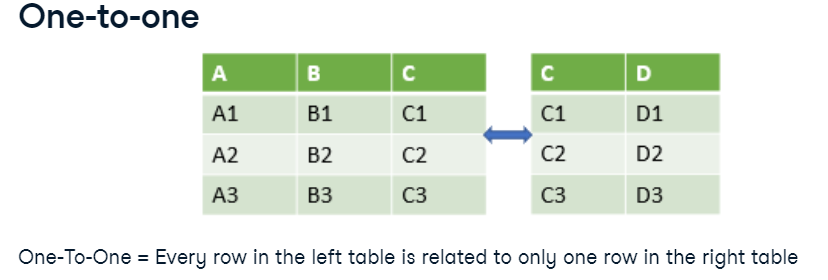 One-to-one
A B C C D
A1 B1 C1 C1 D1
A2 B2 C2 C2 D2
A3 B3 C3 C3 D3
One-To-One = Every row in the left table is related to only one row in the right table